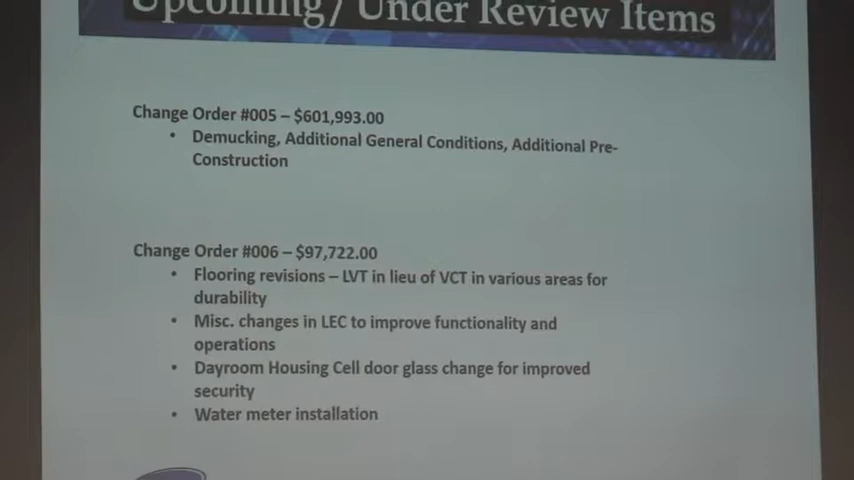 Upcoming/ Under Review Items
Change Order #005 – $601,993.00
• Demucking, Additional General Conditions, Additional Pre-
Construction
Change Order #006 – $97,722.00
• Flooring revisions – LVT in lieu of VCT in various areas for
durability
• Misc. changes in LEC to improve functionality and
operations
• Dayroom Housing Cell door glass change for improved
security
• Water meter installation